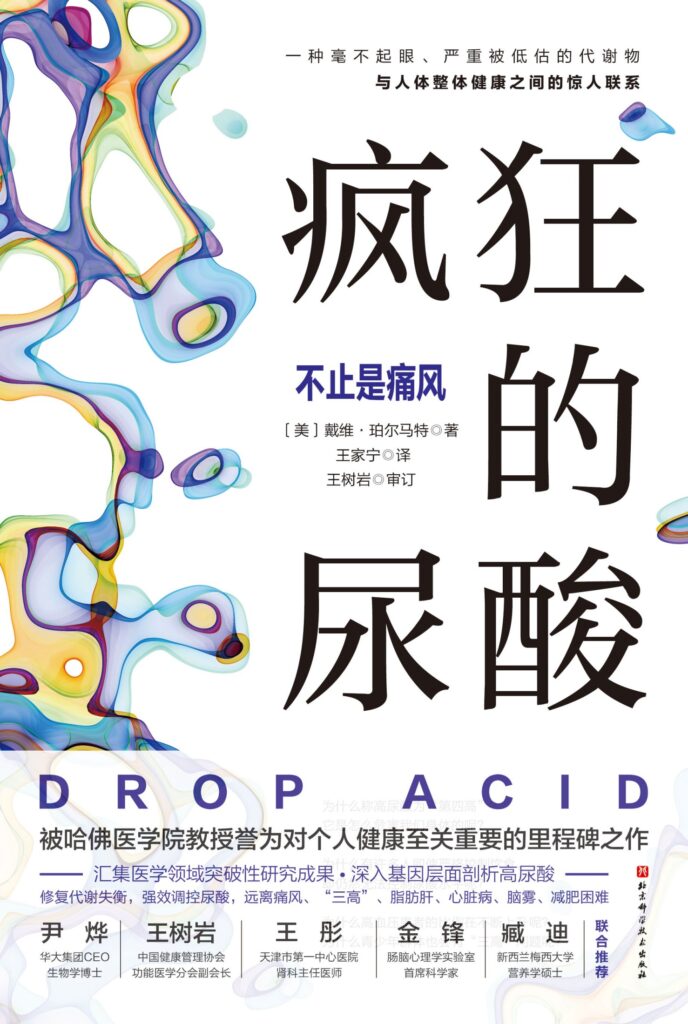 一种毫不起眼、严重被低估的代谢物
与人体整体健康之间的惊人联系
疯狂
的
尿酸
不止是痛风
［美］戴维·珀尔马特◎著
王家宁◎译
王树岩◎审订
DROP ACID
被哈佛医学院教授誉为对个人健康至关重要的里程碑之作
汇集医学领域突破性研究成果·深入基因层面剖析高尿酸
修复代谢失衡，强效调控尿酸，远离痛风、“三高”、脂肪肝、心脏病、脑雾、减肥困难
尹烨 王树岩 王彤 金锋 臧迪
华大集团CEO 中国健康管理协会 天津市第一中心医院 肠脑心理学实验室 新西兰梅西大学
生物学博士 功能医学分会副会长 肾科主任医师 首席科学家 营养学硕士
联合推荐
北京科学技术出版社